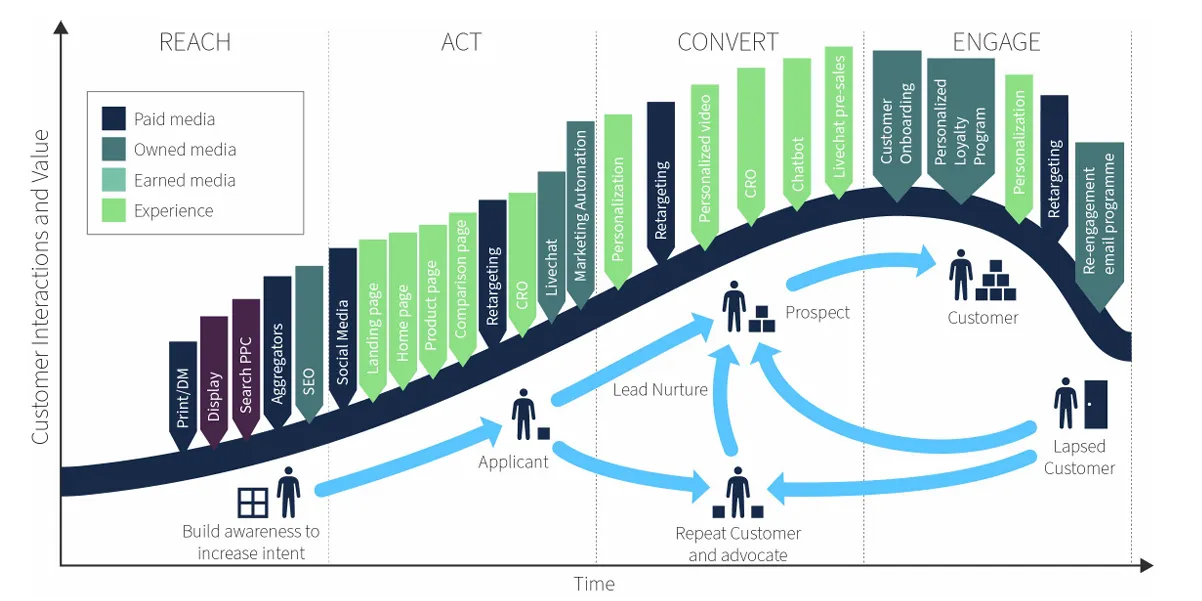 REACH
ACT
CONVERT
ENGAGE
Paid media
Owned media
Earned media
Experience
Customer Interactions and Value
Print/DM
Display
Search PPC
Aggregators
SEO
Social Media
Landing page
Home page
Product page
Comparison page
Retargeting
CRO
Livechat
Marketing Automation
Personalization
Retargeting
Personalized video
CRO
Chatbot
Livechat pre-sales
Customer
Onboarding
Personalized
Loyalty
Program
Personalization
Retargeting
Re-engagement
email programme
Build awareness to
increase intent
Applicant
Lead Nurture
Prospect
Customer
Repeat Customer
and advocate
Lapsed
Customer
Time